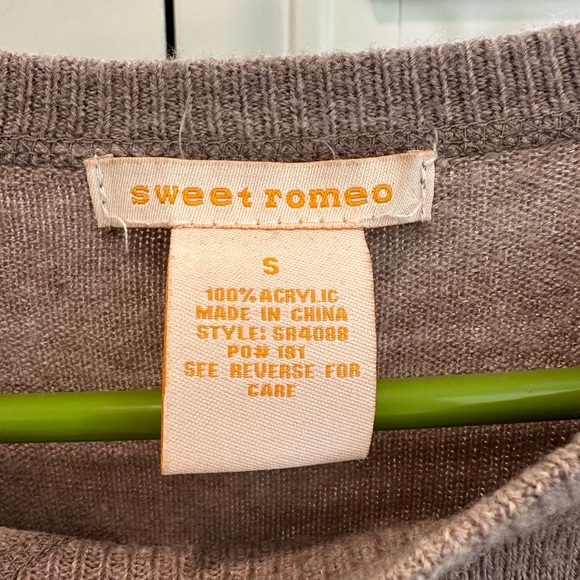 sweet romeo
S
100% ACRYLIC
MADE IN CHINA
STYLE: SR4088
PO# 191
SEE REVERSE FOR
CARE